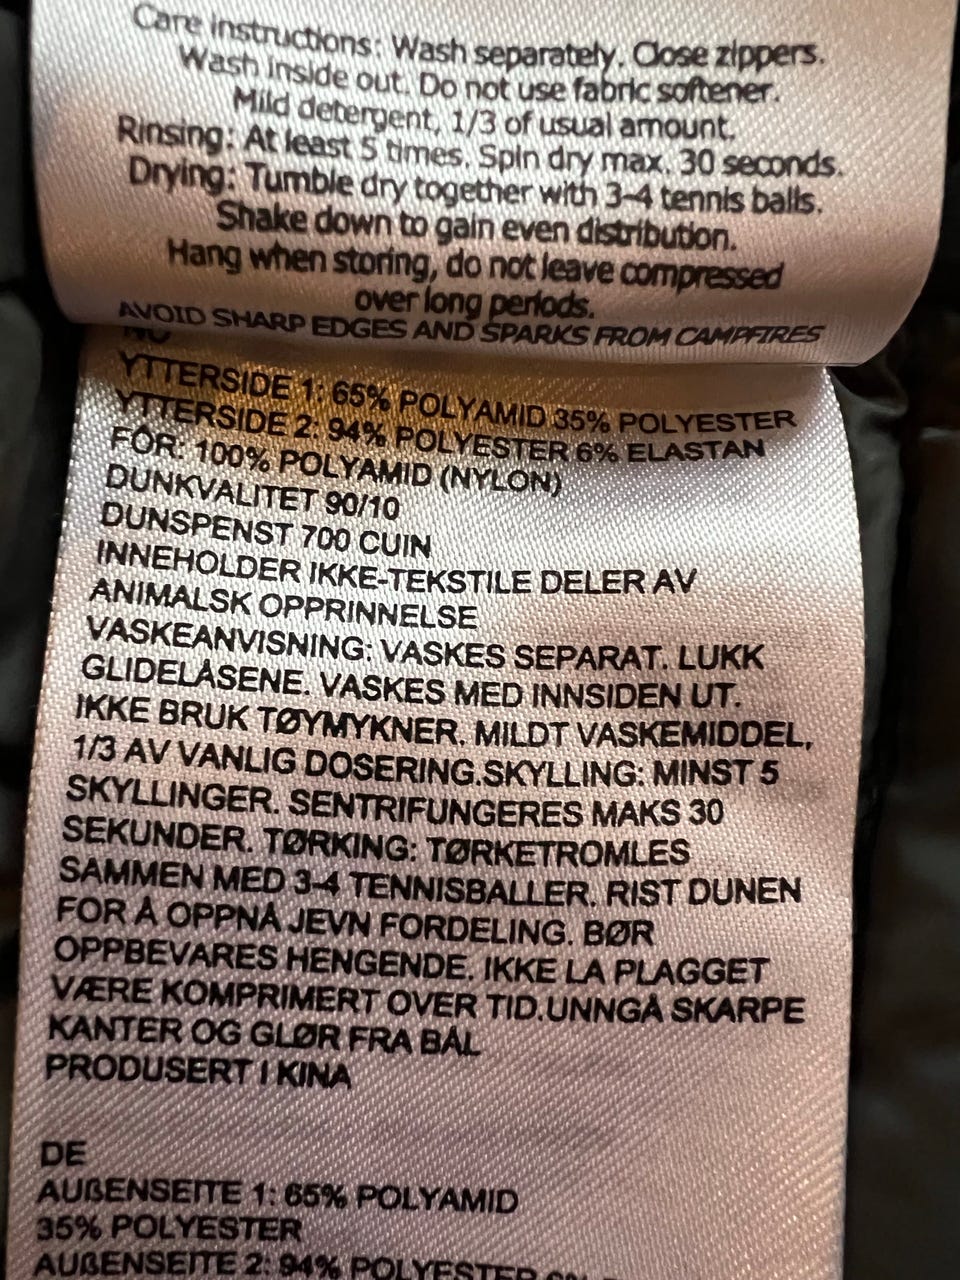 Care instructions: Wash separately. Close zippers.
Wash inside out. Do not use fabric softener.
Mild detergent, 1/3 of usual amount.
Rinsing: At least 5 times. Spin dry max. 30 seconds.
Drying: Tumble dry together with 3-4 tennis balls.
Shake down to gain even distribution.
Hang when storing, do not leave compressed
over long periods.
AVOID SHARP EDGES AND SPARKS FROM CAMPFIRES
NO
YTTERSIDE 1: 65% POLYAMID 35% POLYESTER
YTTERSIDE 2: 94% POLYESTER 6% ELASTAN
FÔR: 100% POLYAMID (NYLON)
DUNKVALITET 90/10
DUNSPENST 700 CUIN
INNEHOLDER IKKE-TEKSTILE DELER AV
ANIMALSK OPPRINNELSE
VASKEANVISNING: VASKES SEPARAT. LUKK
GLIDELÅSENE. VASKES MED INNSIDEN UT.
IKKE BRUK TØYMYKNER. MILDT VASKEMIDDEL,
1/3 AV VANLIG DOSERING.SKYLLING: MINST 5
SKYLLINGER. SENTRIFUNGERES MAKS 30
SEKUNDER. TØRKING: TØRKETROMLES
SAMMEN MED 3-4 TENNISBALLER. RIST DUNEN
FOR Å OPPNÅ JEVN FORDELING. BØR
OPPBEVARES HENGENDE. IKKE LA PLAGGET
VÆRE KOMPRIMERT OVER TID.UNNGÅ SKARPE
KANTER OG GLØR FRA BÅL
PRODUSERT I KINA
DE
AUßENSEITE 1: 65% POLYAMID
35% POLYESTER
AUßENSEITE 2: 94% POLYESTER 6%